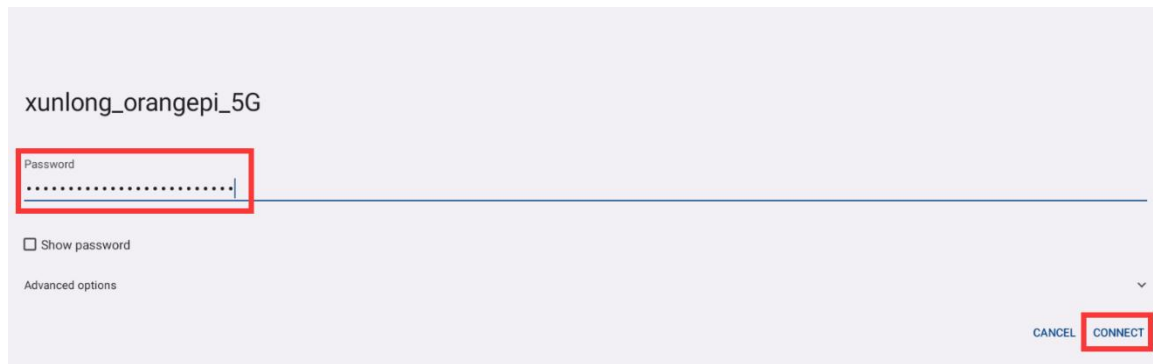 xunlong_orangepi_5G
Password
•••••••••••••••••••••••••
Show password
Advanced options
CANCEL CONNECT